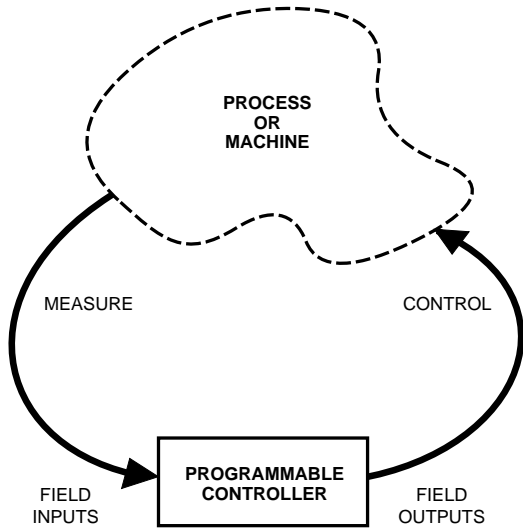 PROCESS
OR
MACHINE
MEASURE
CONTROL
PROGRAMMABLE
CONTROLLER
FIELD
INPUTS
FIELD
OUTPUTS